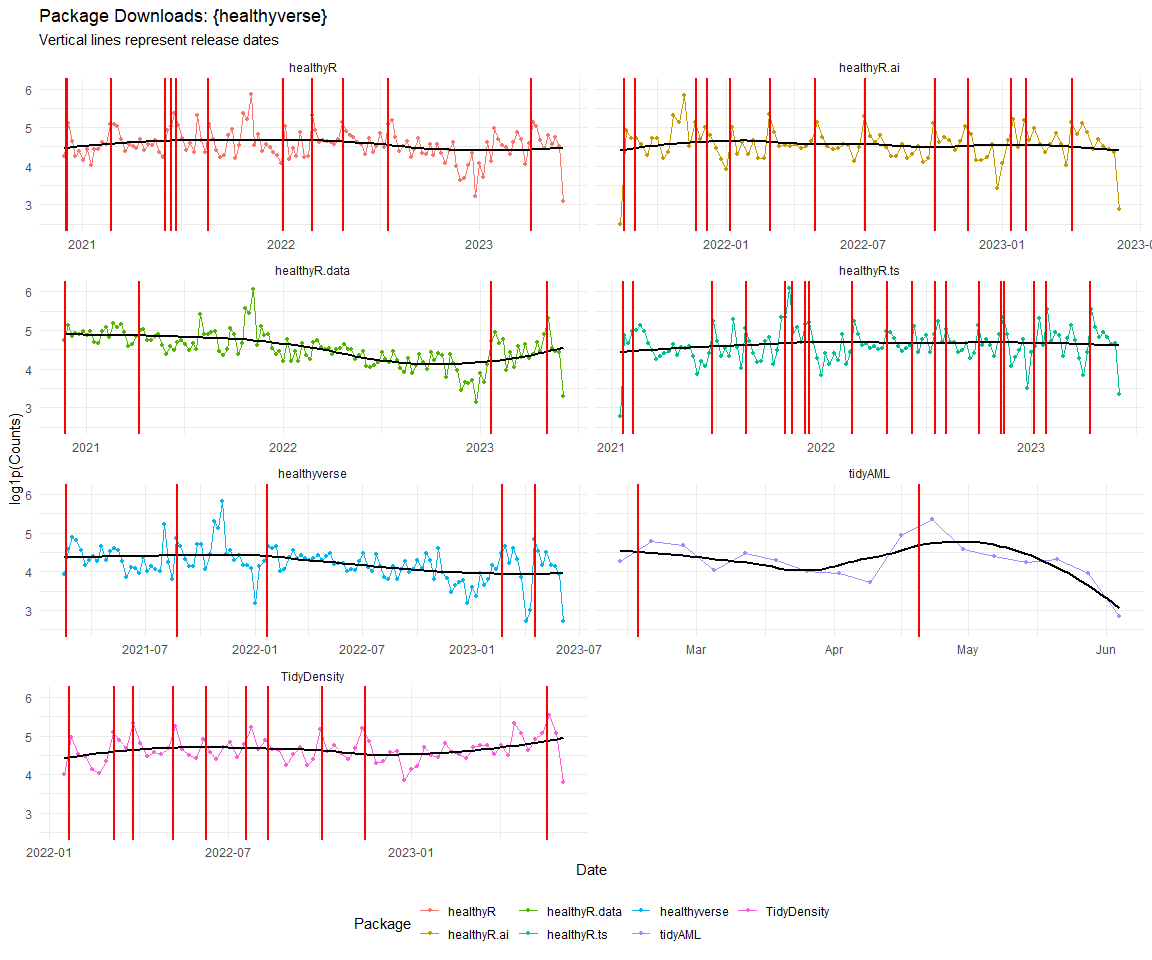 Package Downloads: {healthyverse}
Vertical lines represent release dates
healthyR
healthyR.ai
6
5
4
3
2021
2022
2023
2022-01
2022-07
2023-01
2023-0
healthyR.data
healthyR.ts
6
5
4
3
2021
2022
2023
2021
2022
2023
log1p(Counts)
healthyverse
tidyAML
6
5
4
3
2021-07
2022-01
2022-07
2023-01
2023-07
Mar
Apr
May
Jun
TidyDensity
6
5
4
3
2022-01
2022-07
2023-01
Date
Package
healthyR
healthyR.data
healthyverse
TidyDensity
healthyR.ai
healthyR.ts
tidyAML